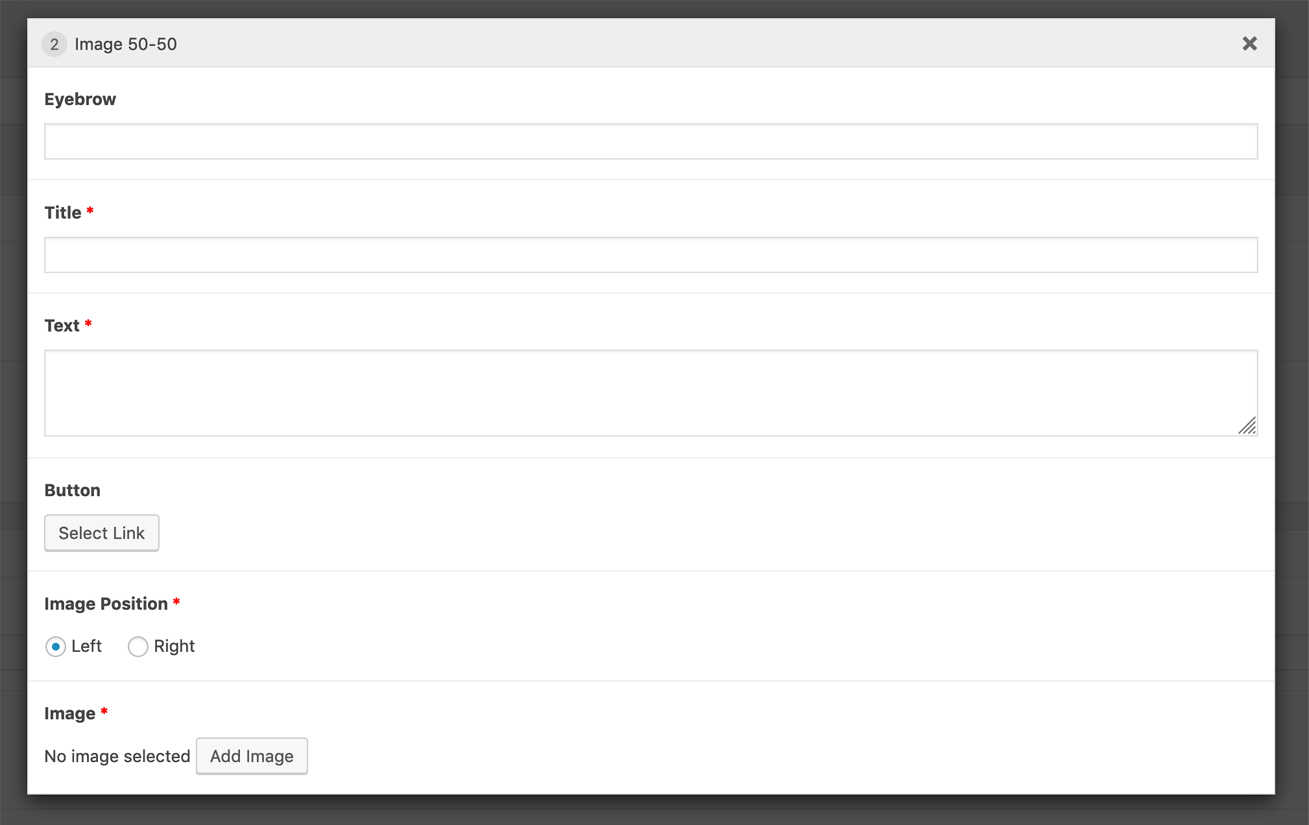 2 Image 50-50
Eyebrow
Title *
Text *
Button
Select Link
Image Position *
Left Right
Image *
No image selected Add Image